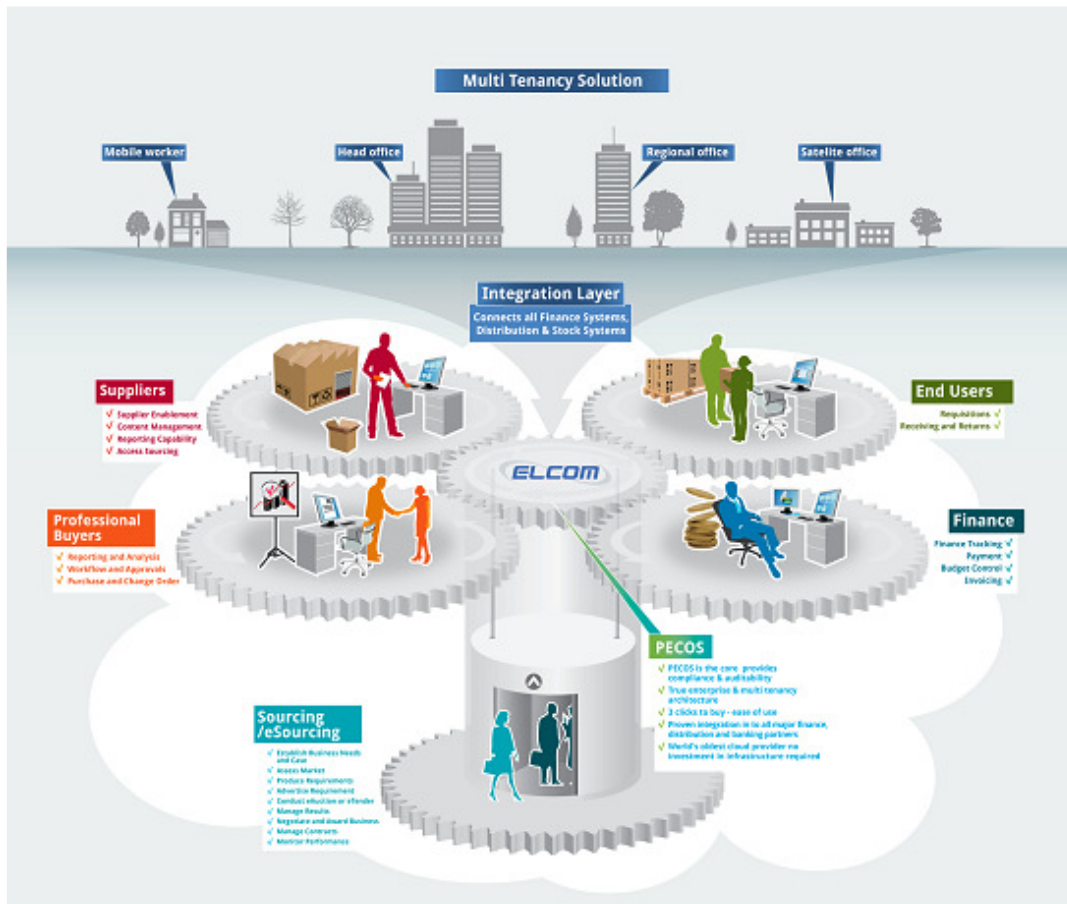 Multi Tenancy Solution
Mobile worker
Head office
Regional office
Satelite office
Integration Layer
Connects all Finance Systems,
Distribution & Stock Systems
Suppliers
Supplier Enablement
Content Management
Reporting Capability
Access Sourcing
End Users
Requisitions
Receiving and Returns
ELCOM
Professional
Buyers
Reporting and Analysis
Workflow and Approvals
Purchase and Change Order
Finance
Finance Tracking
Payment
Budget Control
Invoicing
PECOS
PECOS is the core provides
compliance & auditability
True enterprise & multi tenancy
architecture
3 clicks to buy - ease of use
Proven integration in to all major finance,
distribution and banking partners
World's oldest cloud provider no
investment in infrastructure required
Sourcing
/eSourcing
Establish Business Needs
and Case
Assess Market
Produce Requirements
Advertise Requirement
Conduct eAuction or eTender
Manage Results
Negotiate and Award Business
Manage Contracts
Monitor Performance